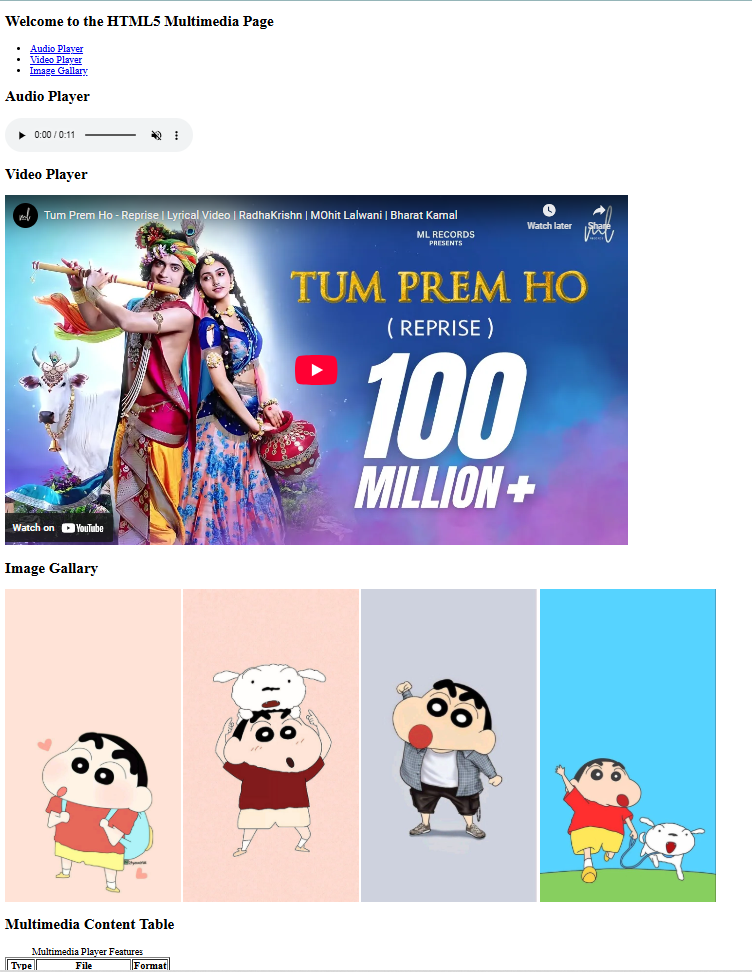 Welcome to the HTML5 Multimedia Page
Audio Player
Video Player
Image Gallary
Audio Player
0:00 / 0:11
Video Player
Tum Prem Ho - Reprise | Lyrical Video | RadhaKrishn | MOhit Lalwani | Bharat Kamal
Watch later
Share
ML RECORDS
PRESENTS
TUM PREM HO
( REPRISE )
100
MILLION +
Watch on YouTube
Image Gallary
Multimedia Content Table
Multimedia Player Features
Type File Format